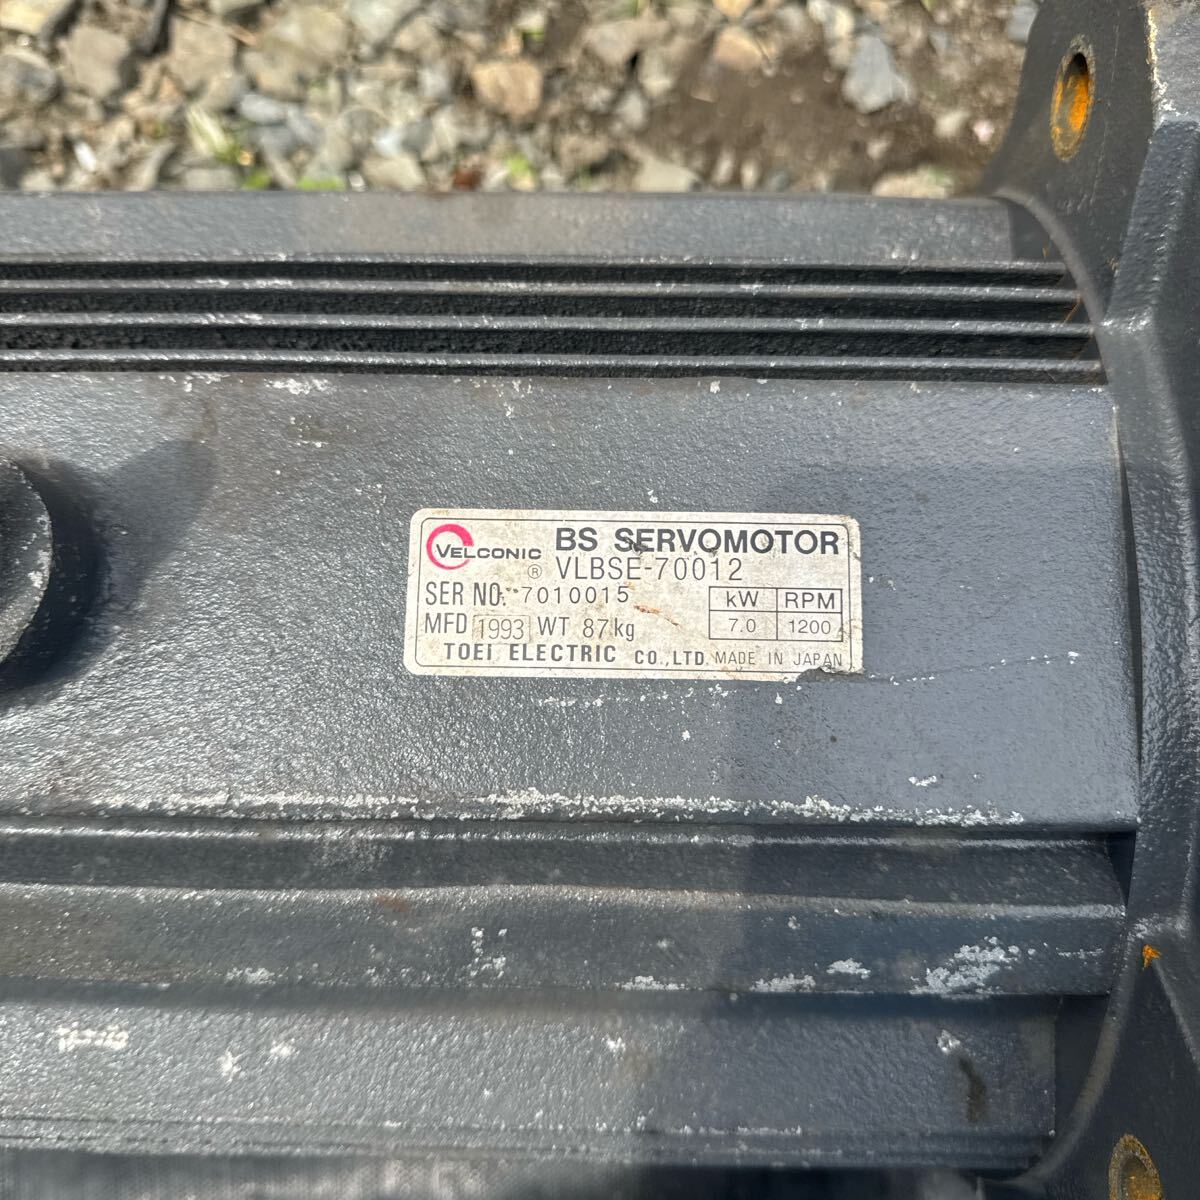 VELCONIC ® BS SERVOMOTOR
VLBSE-70012
SER NO. 7010015
kW RPM
7.0 1200
MFD 1993 WT 87kg
TOEI ELECTRIC CO.,LTD. MADE IN JAPAN